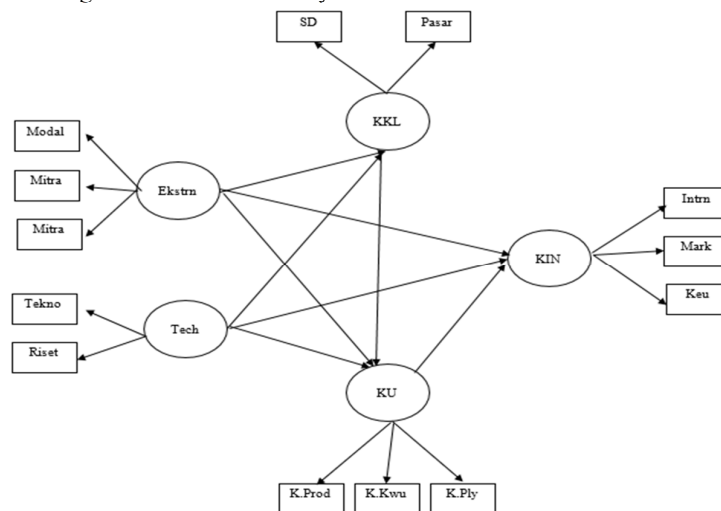 SD
Pasar
KKL
Modal
Mitra
Mitra
Ekstrn
Intrn
Mark
Keu
KIN
Tekno
Riset
Tech
KU
K.Prod
K.Kwu
K.Ply